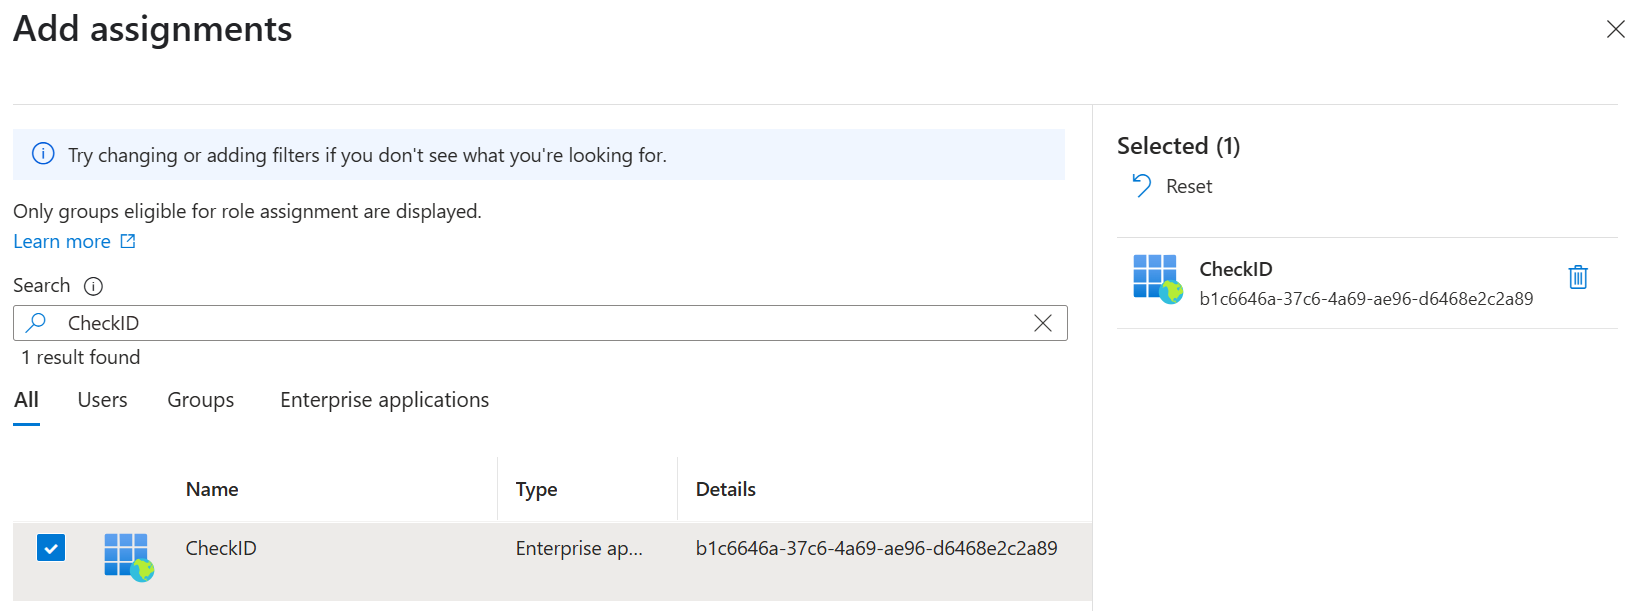 Add assignments
Try changing or adding filters if you don't see what you're looking for.
Only groups eligible for role assignment are displayed.
Learn more
Search
CheckID
1 result found
All Users Groups Enterprise applications
Name Type Details
CheckID Enterprise ap... b1c6646a-37c6-4a69-ae96-d6468e2c2a89
Selected (1)
Reset
CheckID
b1c6646a-37c6-4a69-ae96-d6468e2c2a89